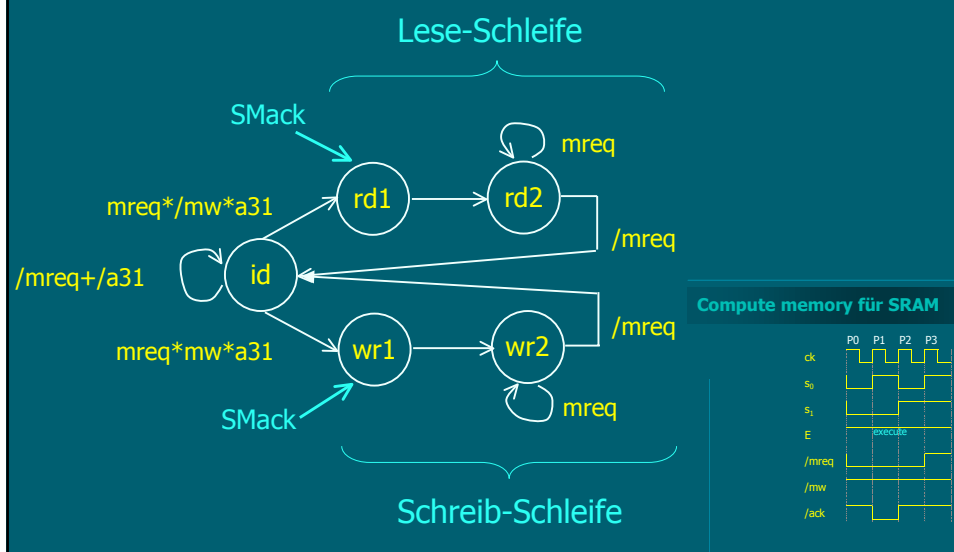 Lese-Schleife
SMack
mreq
rd1
rd2
mreq*/mw*a31
/mreq
/mreq+/a31
id
Compute memory für SRAM
/mreq
mreq*mw*a31
wr1
wr2
mreq
SMack
Schreib-Schleife
P0 P1 P2 P3
ck
s₀
s₁
E execute
/mreq
/mw
/ack